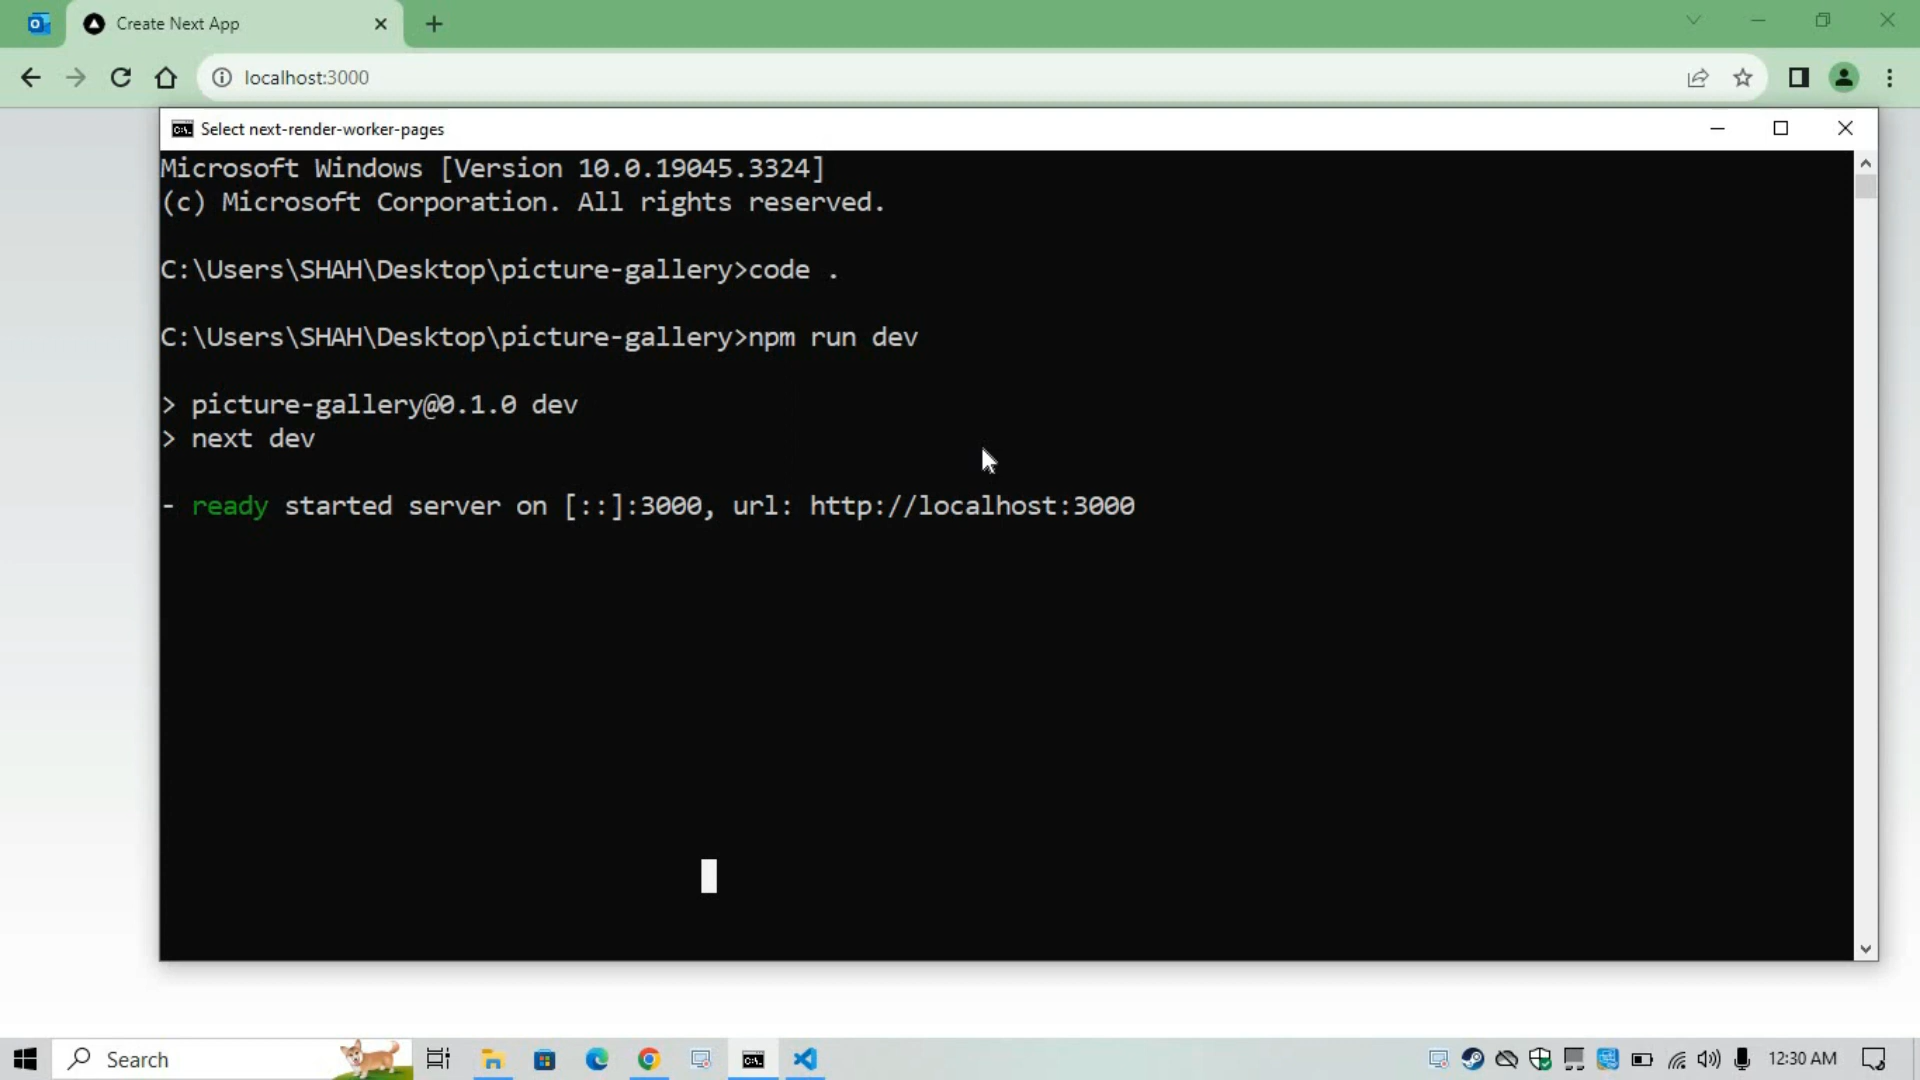 Create Next App
localhost:3000
Select next-render-worker-pages
Microsoft Windows [Version 10.0.19045.3324]
(c) Microsoft Corporation. All rights reserved.
C:\Users\SHAH\Desktop\picture-gallery>code .
C:\Users\SHAH\Desktop\picture-gallery>npm run dev
> picture-gallery@0.1.0 dev
> next dev
- ready started server on [::]:3000, url: http://localhost:3000
Search
12:30 AM